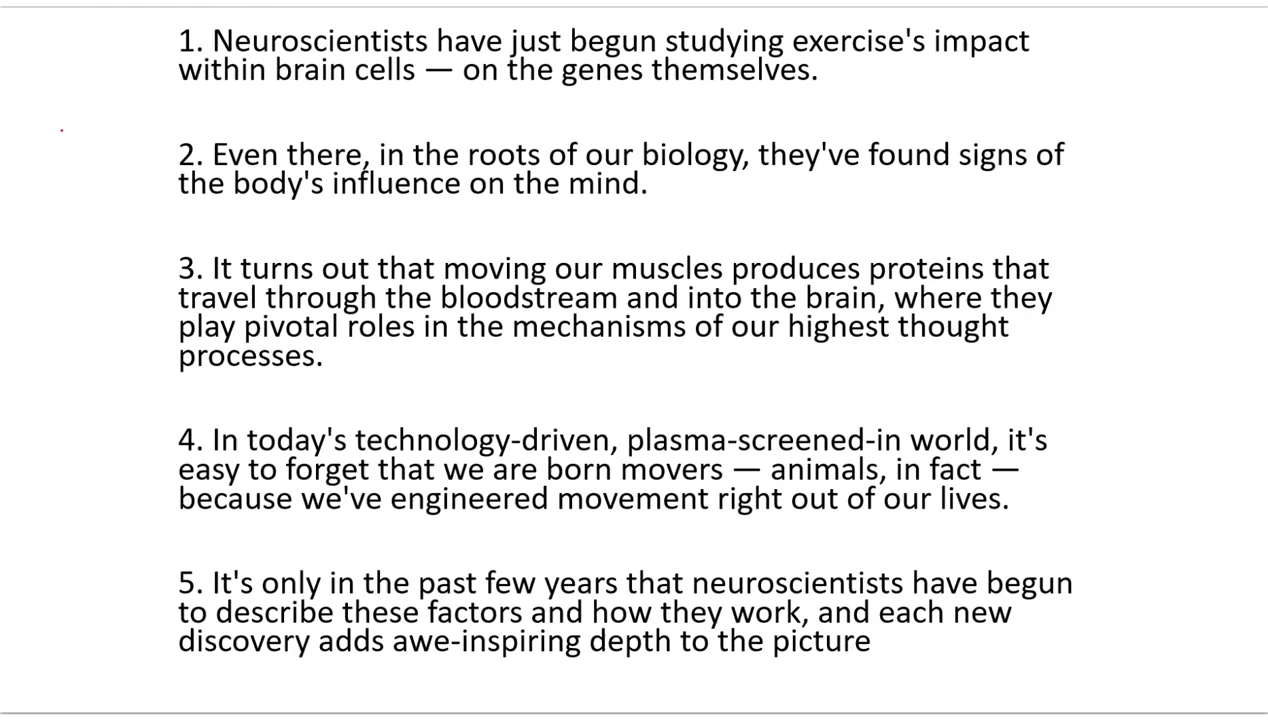 1. Neuroscientists have just begun studying exercise's impact
within brain cells — on the genes themselves.
2. Even there, in the roots of our biology, they've found signs of
the body's influence on the mind.
3. It turns out that moving our muscles produces proteins that
travel through the bloodstream and into the brain, where they
play pivotal roles in the mechanisms of our highest thought
processes.
4. In today's technology-driven, plasma-screened-in world, it's
easy to forget that we are born movers — animals, in fact —
because we've engineered movement right out of our lives.
5. It's only in the past few years that neuroscientists have begun
to describe these factors and how they work, and each new
discovery adds awe-inspiring depth to the picture